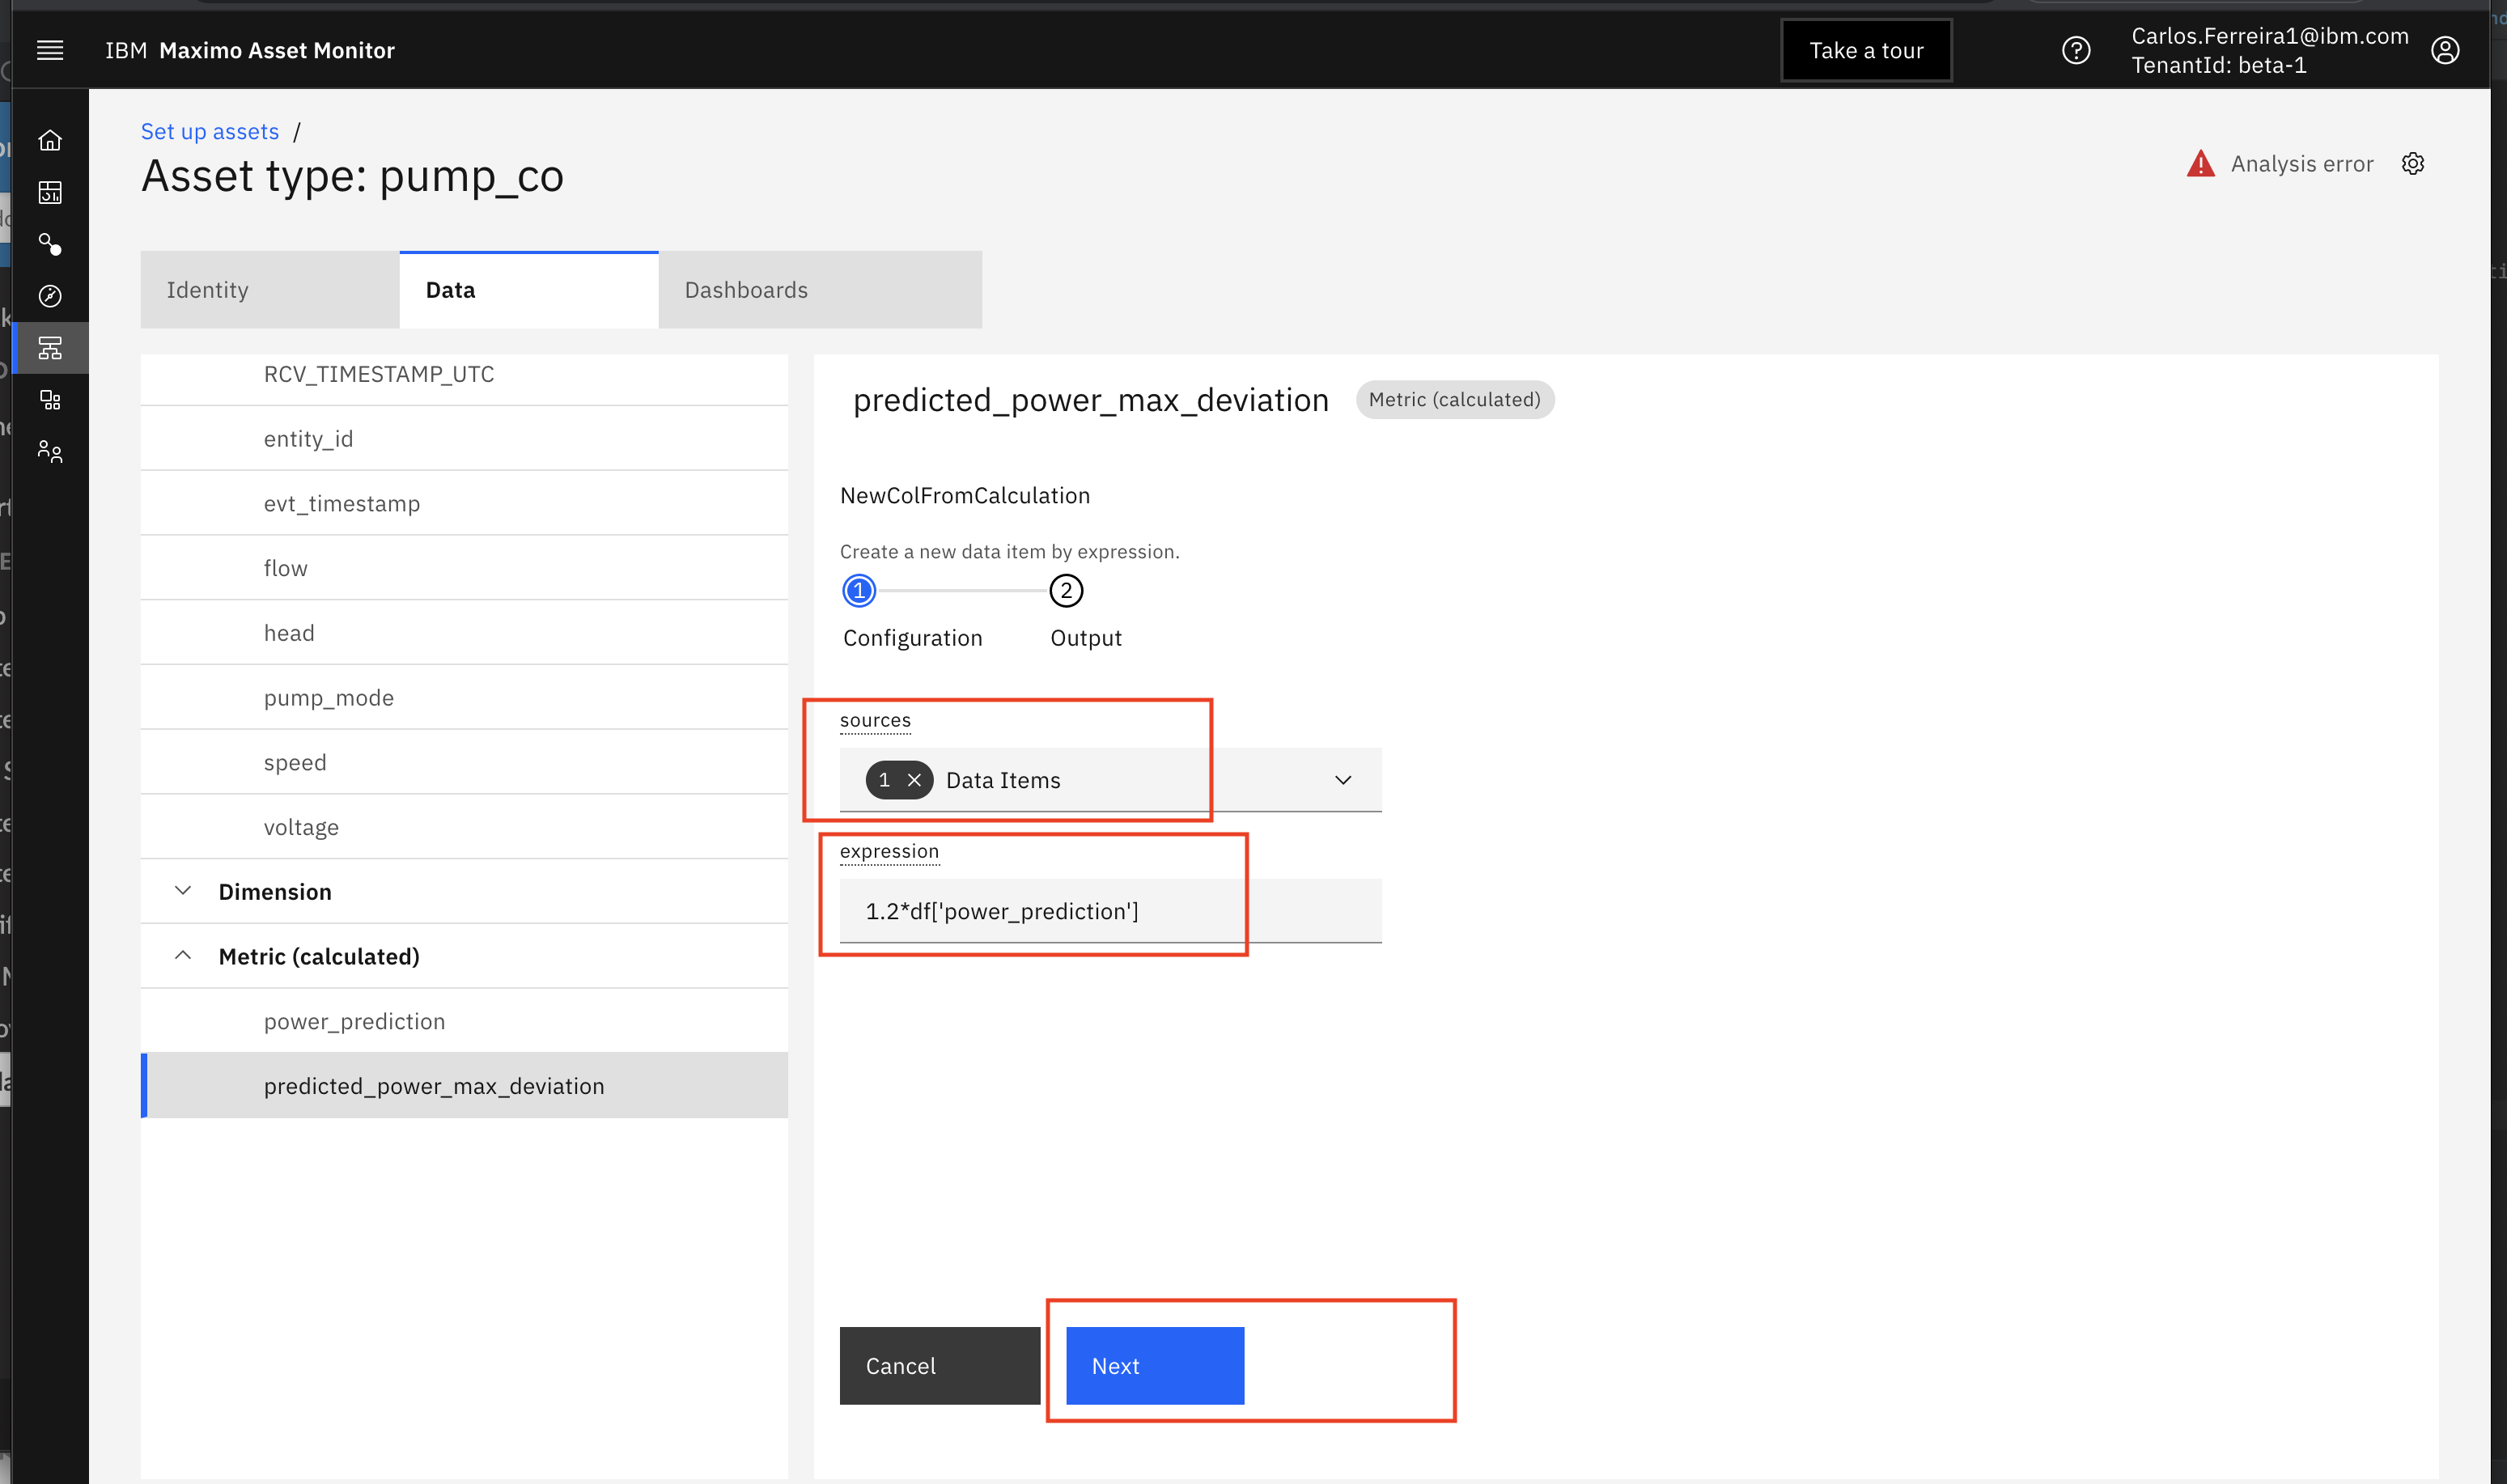 IBM Maximo Asset Monitor
Take a tour
Carlos.Ferreira1@ibm.com
TenantId: beta-1
Set up assets /
Asset type: pump_co
Analysis error
Identity
Data
Dashboards
RCV_TIMESTAMP_UTC
entity_id
evt_timestamp
flow
head
pump_mode
speed
voltage
Dimension
Metric (calculated)
power_prediction
predicted_power_max_deviation
predicted_power_max_deviation
Metric (calculated)
NewColFromCalculation
Create a new data item by expression.
1
2
Configuration
Output
sources
1 Data Items
expression
1.2*df['power_prediction']
Cancel
Next